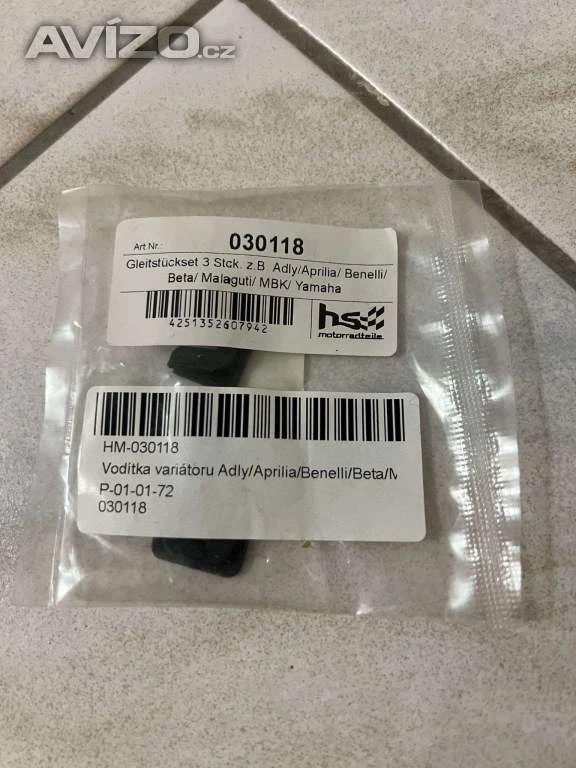 AVÍZO.cz
Art.Nr.: 030118
Gleitstückset 3 Stck. z.B. Adly/Aprilia/ Benelli/
Beta/ Malaguti/ MBK/ Yamaha
4251352607942
hs
motorradteile
HM-030118
Vodítka variátoru Adly/Aprilia/Benelli/Beta/M
P-01-01-72
030118